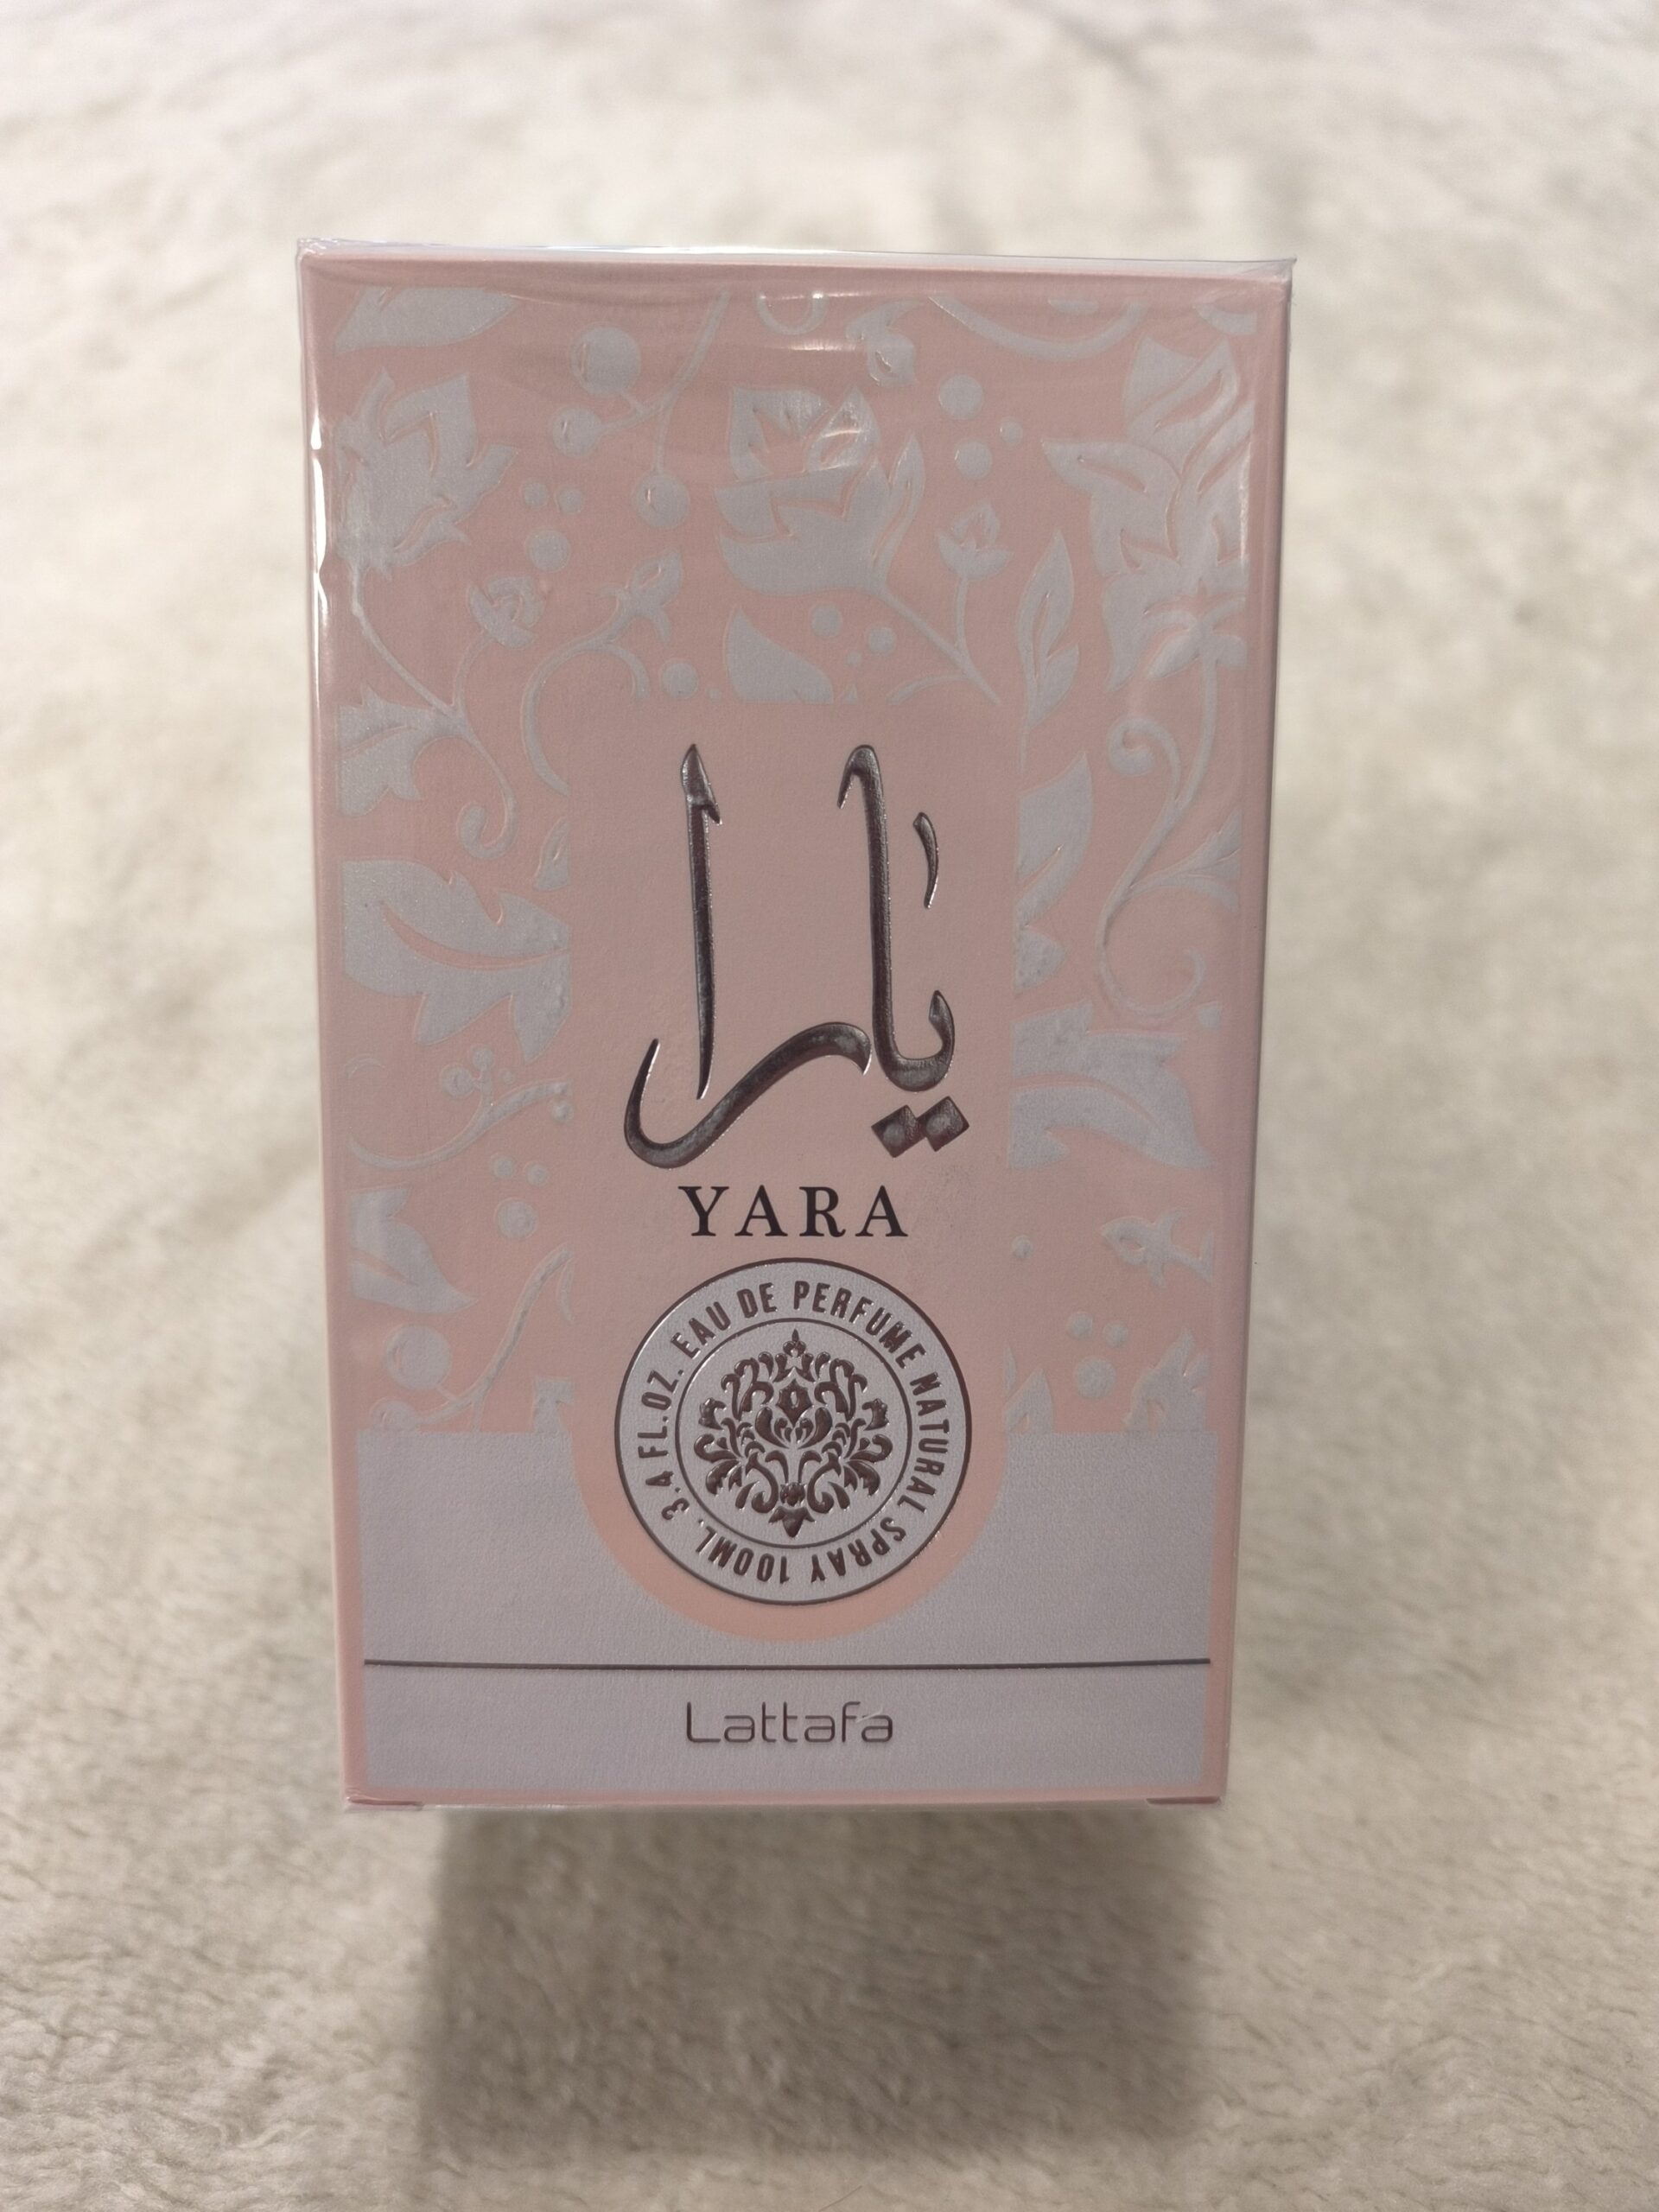 يارا
YARA
EAU DE PERFUME NATURAL SPRAY 100ML. 3.4 FL.OZ.
Lattafa